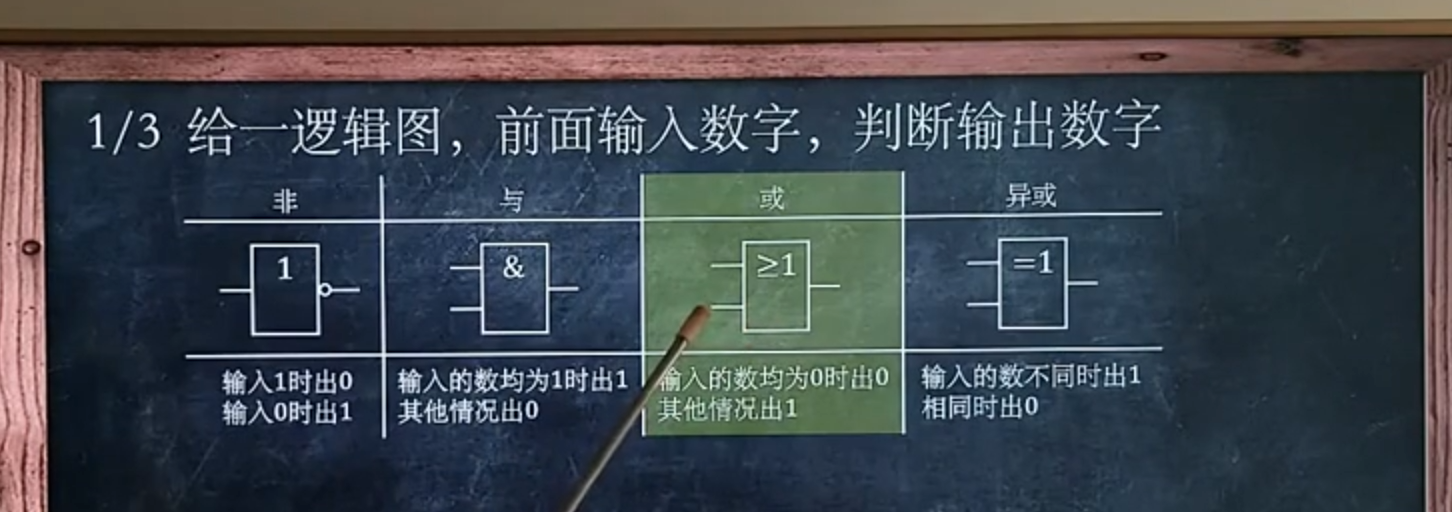 1/3 给一逻辑图，前面输入数字，判断输出数字
非 与 或 异或
1 & ≥1 =1
输入1时出0 输入的数均为1时出1 输入的数均为0时出0 输入的数不同时出1
输入0时出1 其他情况出0 其他情况出1 相同时出0